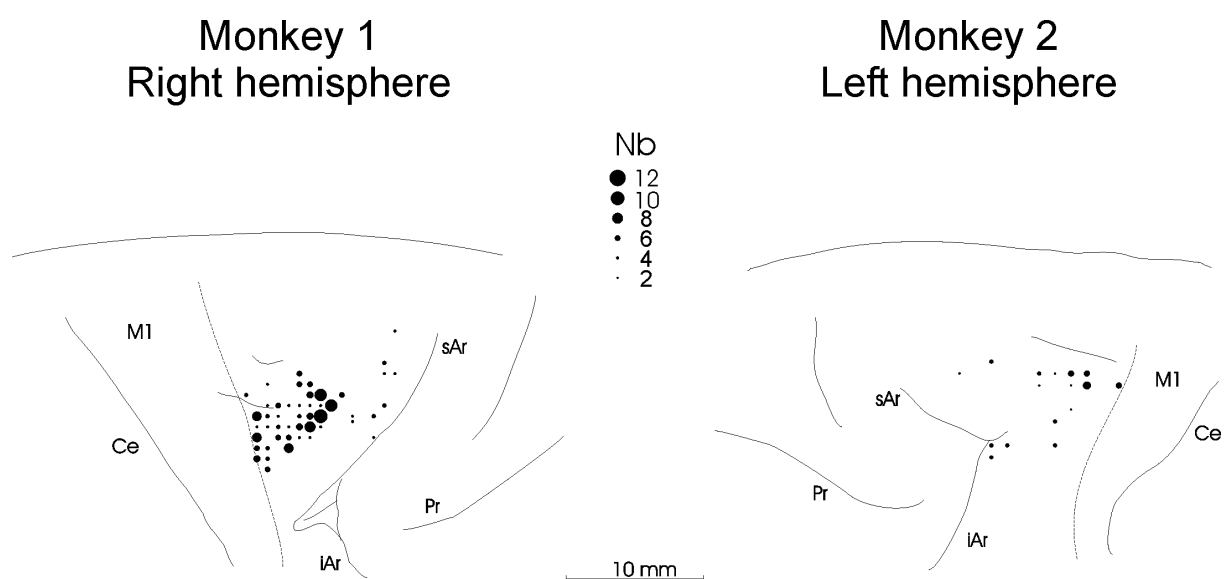 Monkey 1
Right hemisphere
Monkey 2
Left hemisphere
Nb
12
10
8
6
4
2
M1
sAr
Ce
Pr
iAr
M1
sAr
Ce
Pr
iAr
10 mm